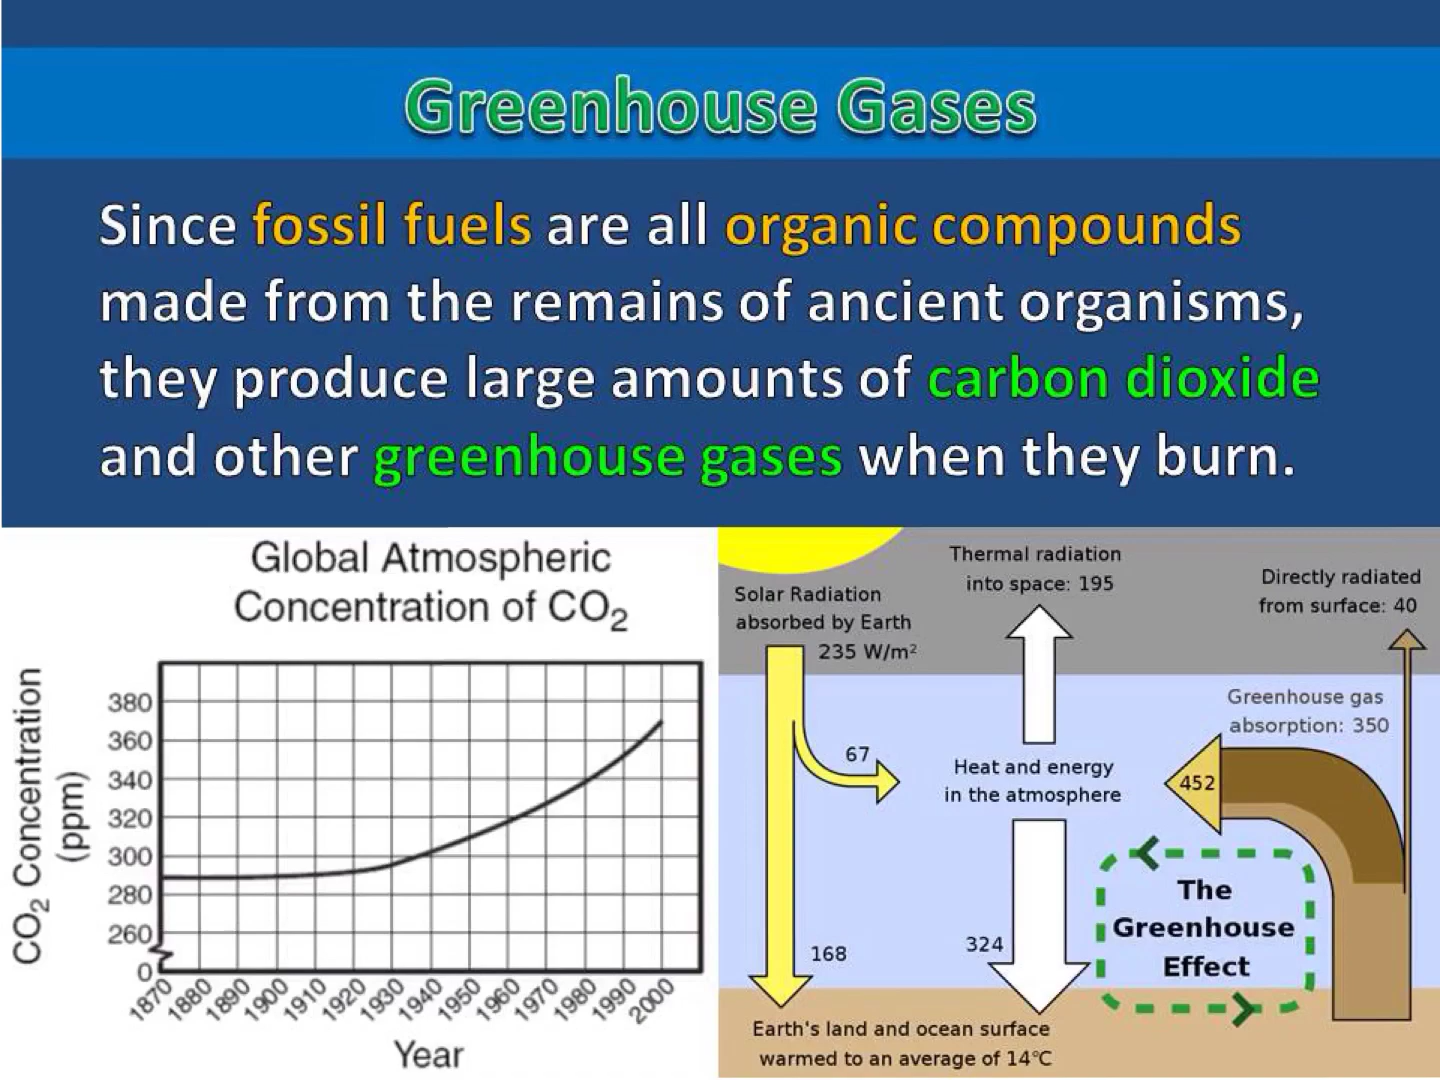 Greenhouse Gases
Since fossil fuels are all organic compounds
made from the remains of ancient organisms,
they produce large amounts of carbon dioxide
and other greenhouse gases when they burn.
Global Atmospheric
Concentration of CO₂
CO₂ Concentration
(ppm)
380
360
340
320
300
280
260
0
1870
1880
1890
1900
1910
1920
1930
1940
1950
1960
1970
1980
1990
2000
Year
Solar Radiation
absorbed by Earth
235 W/m²
Thermal radiation
into space: 195
Directly radiated
from surface: 40
Greenhouse gas
absorption: 350
67
Heat and energy
in the atmosphere
452
The
Greenhouse
Effect
168
324
Earth's land and ocean surface
warmed to an average of 14°C